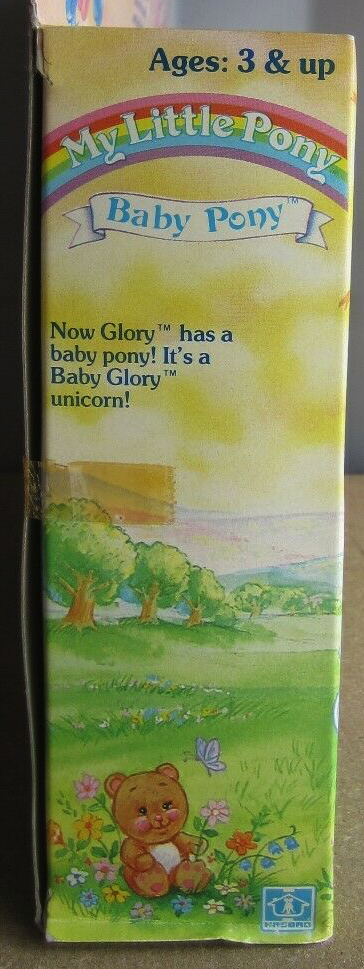 Ages: 3 & up
My Little Pony
Baby Pony™
Now Glory™ has a
baby pony! It's a
Baby Glory™
unicorn!
HASBRO